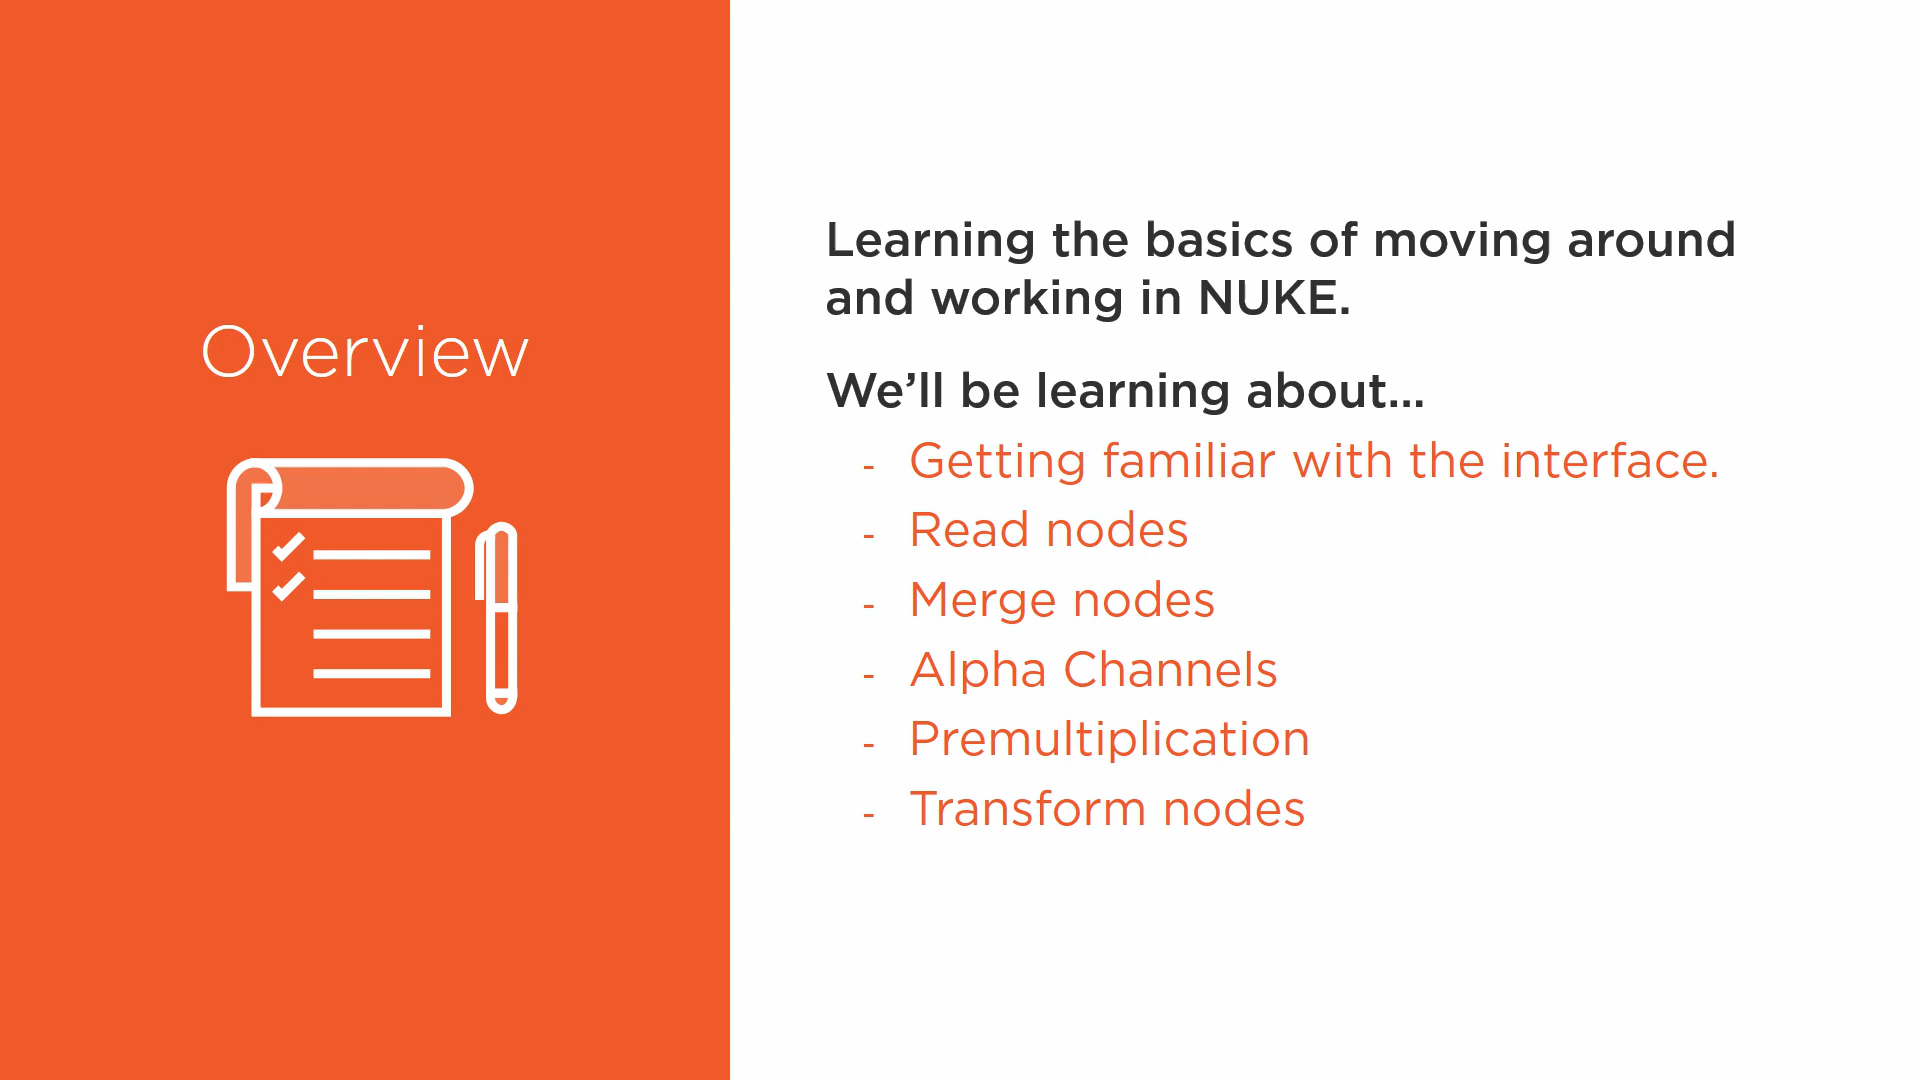 Overview
Learning the basics of moving around
and working in NUKE.
We’ll be learning about...
- Getting familiar with the interface.
- Read nodes
- Merge nodes
- Alpha Channels
- Premultiplication
- Transform nodes